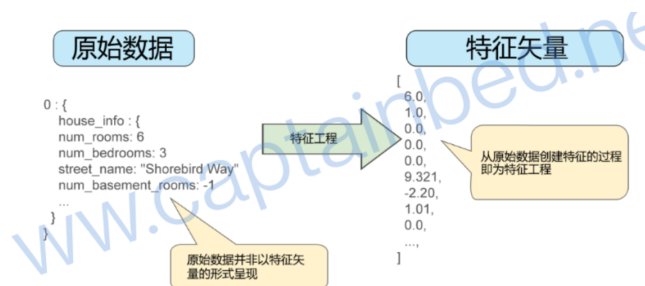 原始数据
特征矢量
0 : {
house_info : {
num_rooms: 6
num_bedrooms: 3
street_name: "Shorebird Way"
num_basement_rooms: -1
...
}
}
原始数据并非以特征矢
量的形式呈现
特征工程
[
6.0,
1.0,
0.0,
0.0,
0.0,
9.321,
-2.20,
1.01,
0.0,
...,
]
从原始数据创建特征的过程
即为特征工程
www.captainbed.ne